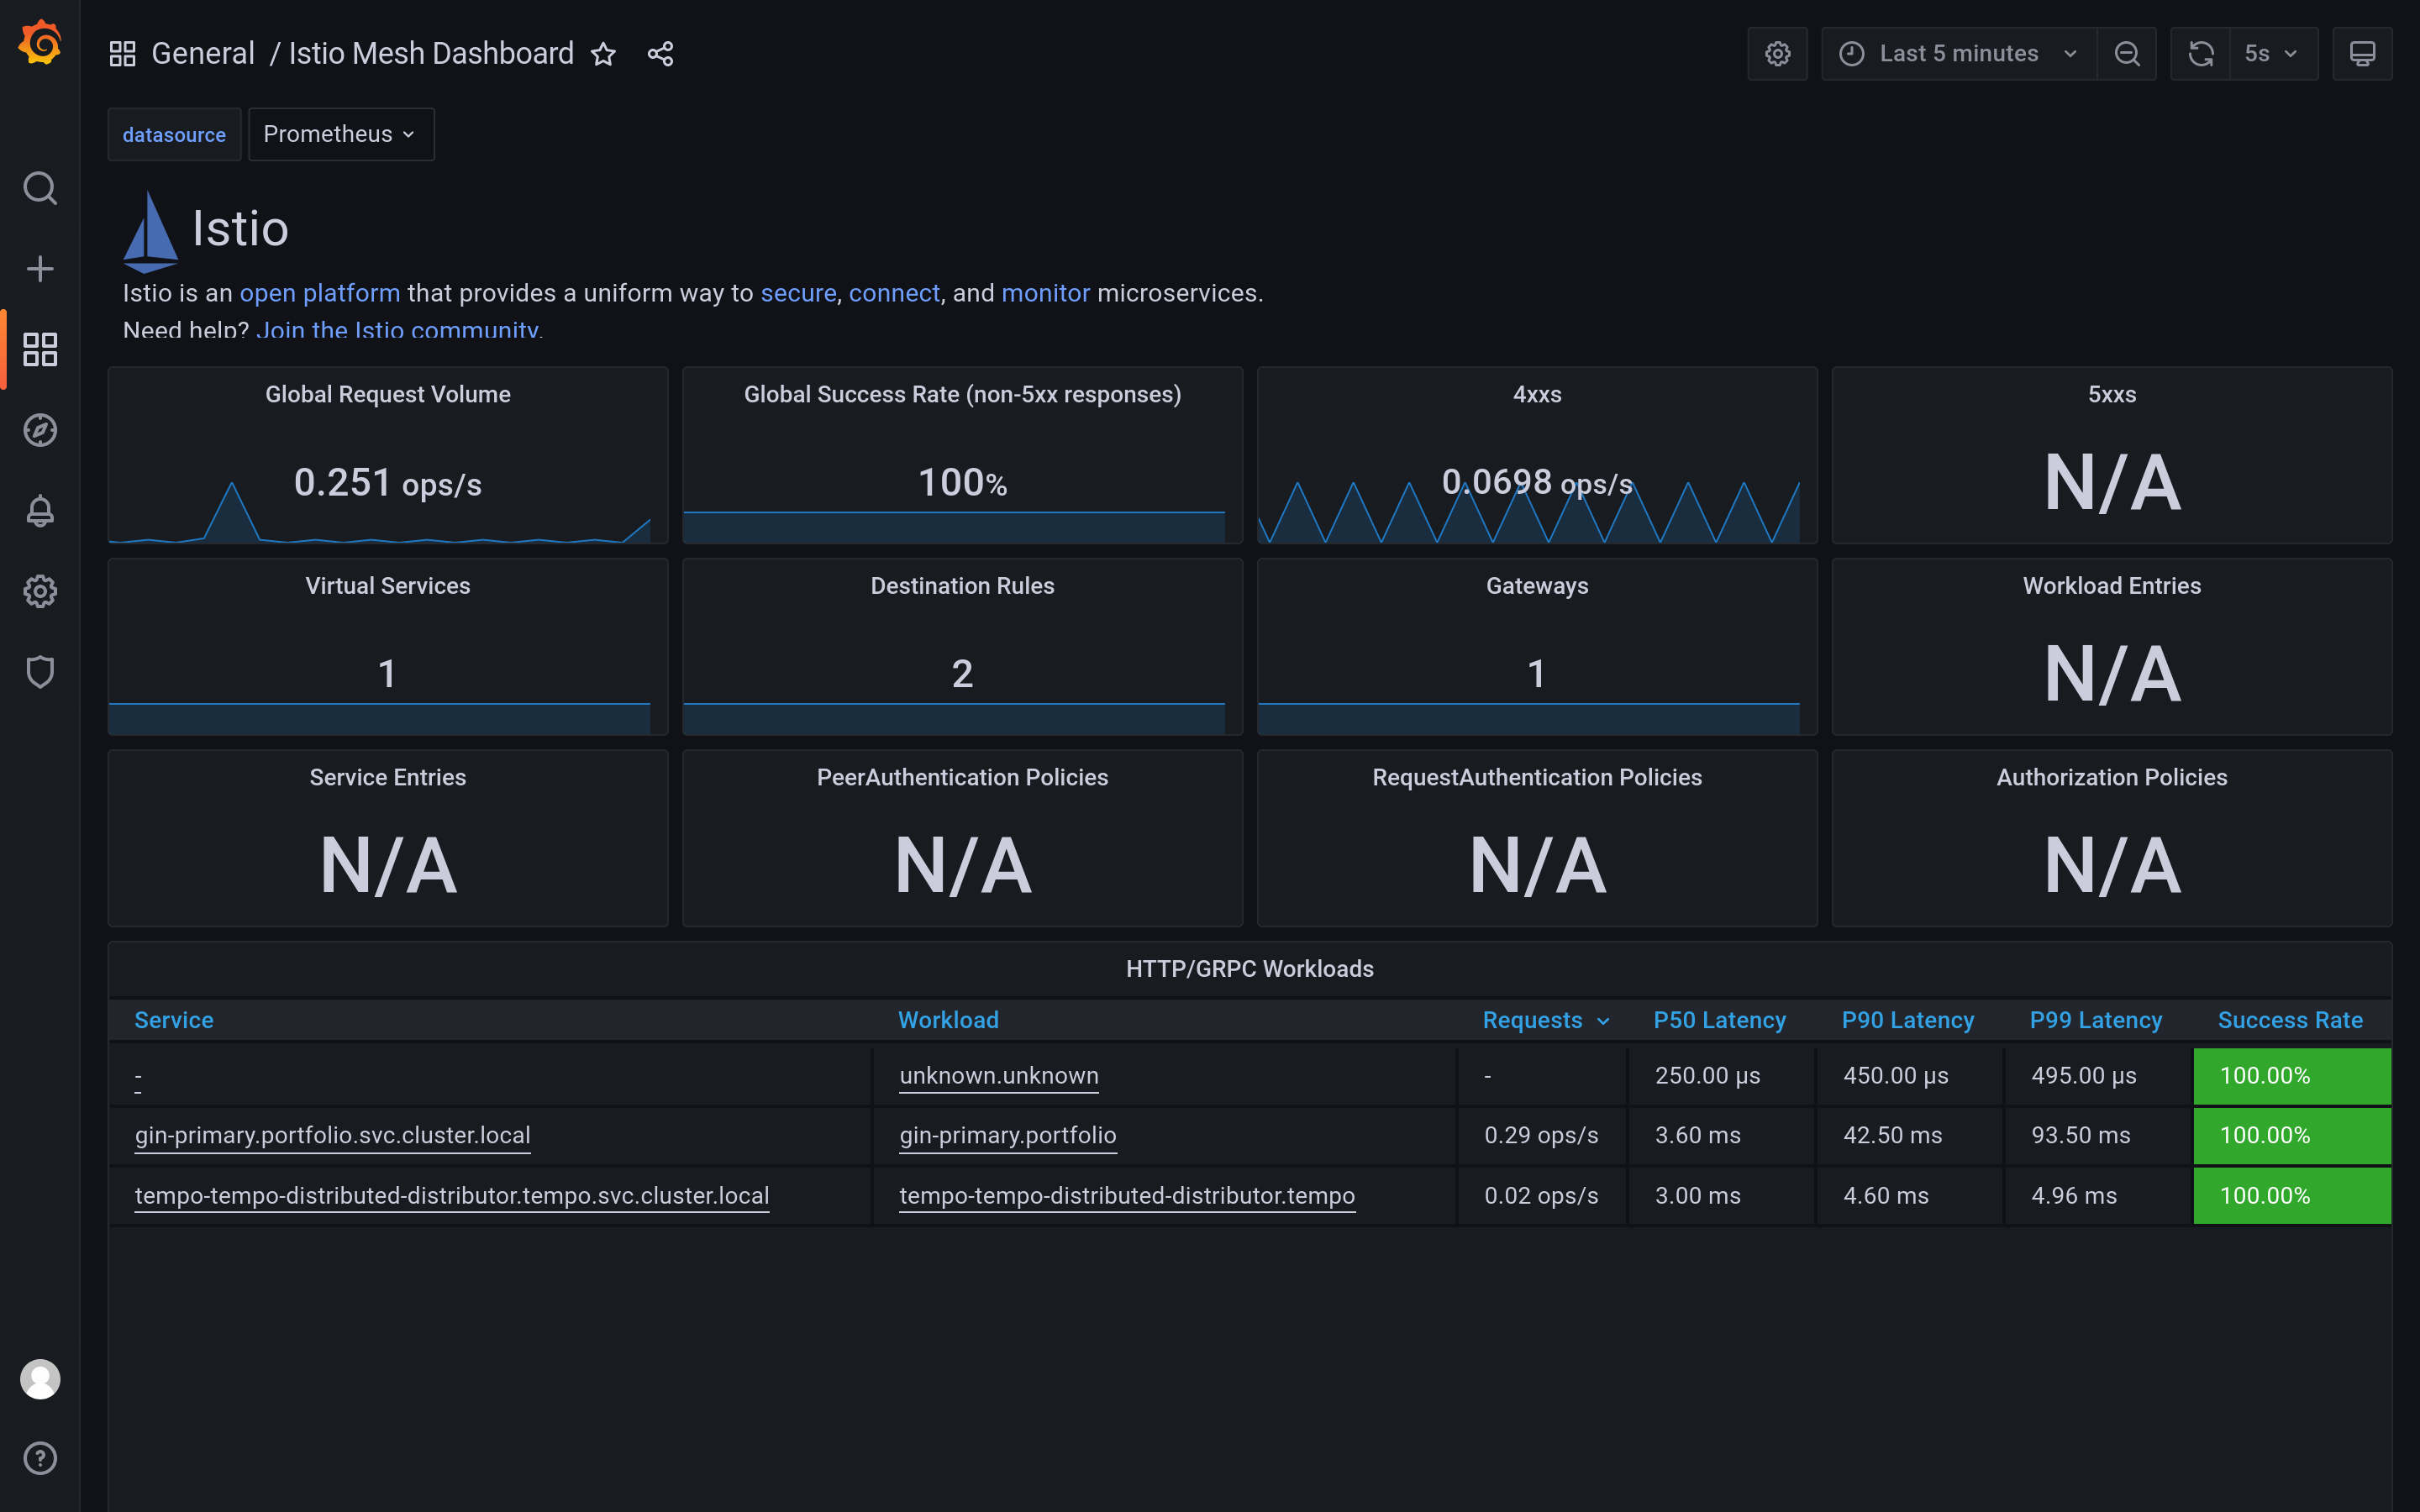 General / Istio Mesh Dashboard
Last 5 minutes
5s
datasource
Prometheus
Istio
Istio is an open platform that provides a uniform way to secure, connect, and monitor microservices.
Need help? Join the Istio community.
Global Request Volume
0.251 ops/s
Global Success Rate (non-5xx responses)
100%
4xxs
0.0698 ops/s
5xxs
N/A
Virtual Services
1
Destination Rules
2
Gateways
1
Workload Entries
N/A
Service Entries
N/A
PeerAuthentication Policies
N/A
RequestAuthentication Policies
N/A
Authorization Policies
N/A
HTTP/GRPC Workloads
Service Workload Requests P50 Latency P90 Latency P99 Latency Success Rate
- unknown.unknown - 250.00 µs 450.00 µs 495.00 µs 100.00%
gin-primary.portfolio.svc.cluster.local gin-primary.portfolio 0.29 ops/s 3.60 ms 42.50 ms 93.50 ms 100.00%
tempo-tempo-distributed-distributor.tempo.svc.cluster.local tempo-tempo-distributed-distributor.tempo 0.02 ops/s 3.00 ms 4.60 ms 4.96 ms 100.00%